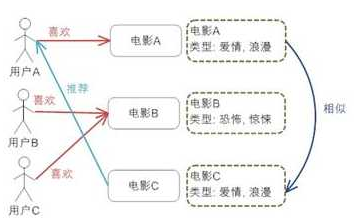 喜欢
电影A
电影A
类型: 爱情, 浪漫
用户A
推荐
相似
喜欢
电影B
电影B
类型: 恐怖, 惊悚
用户B
喜欢
电影C
电影C
类型: 爱情, 浪漫
用户C